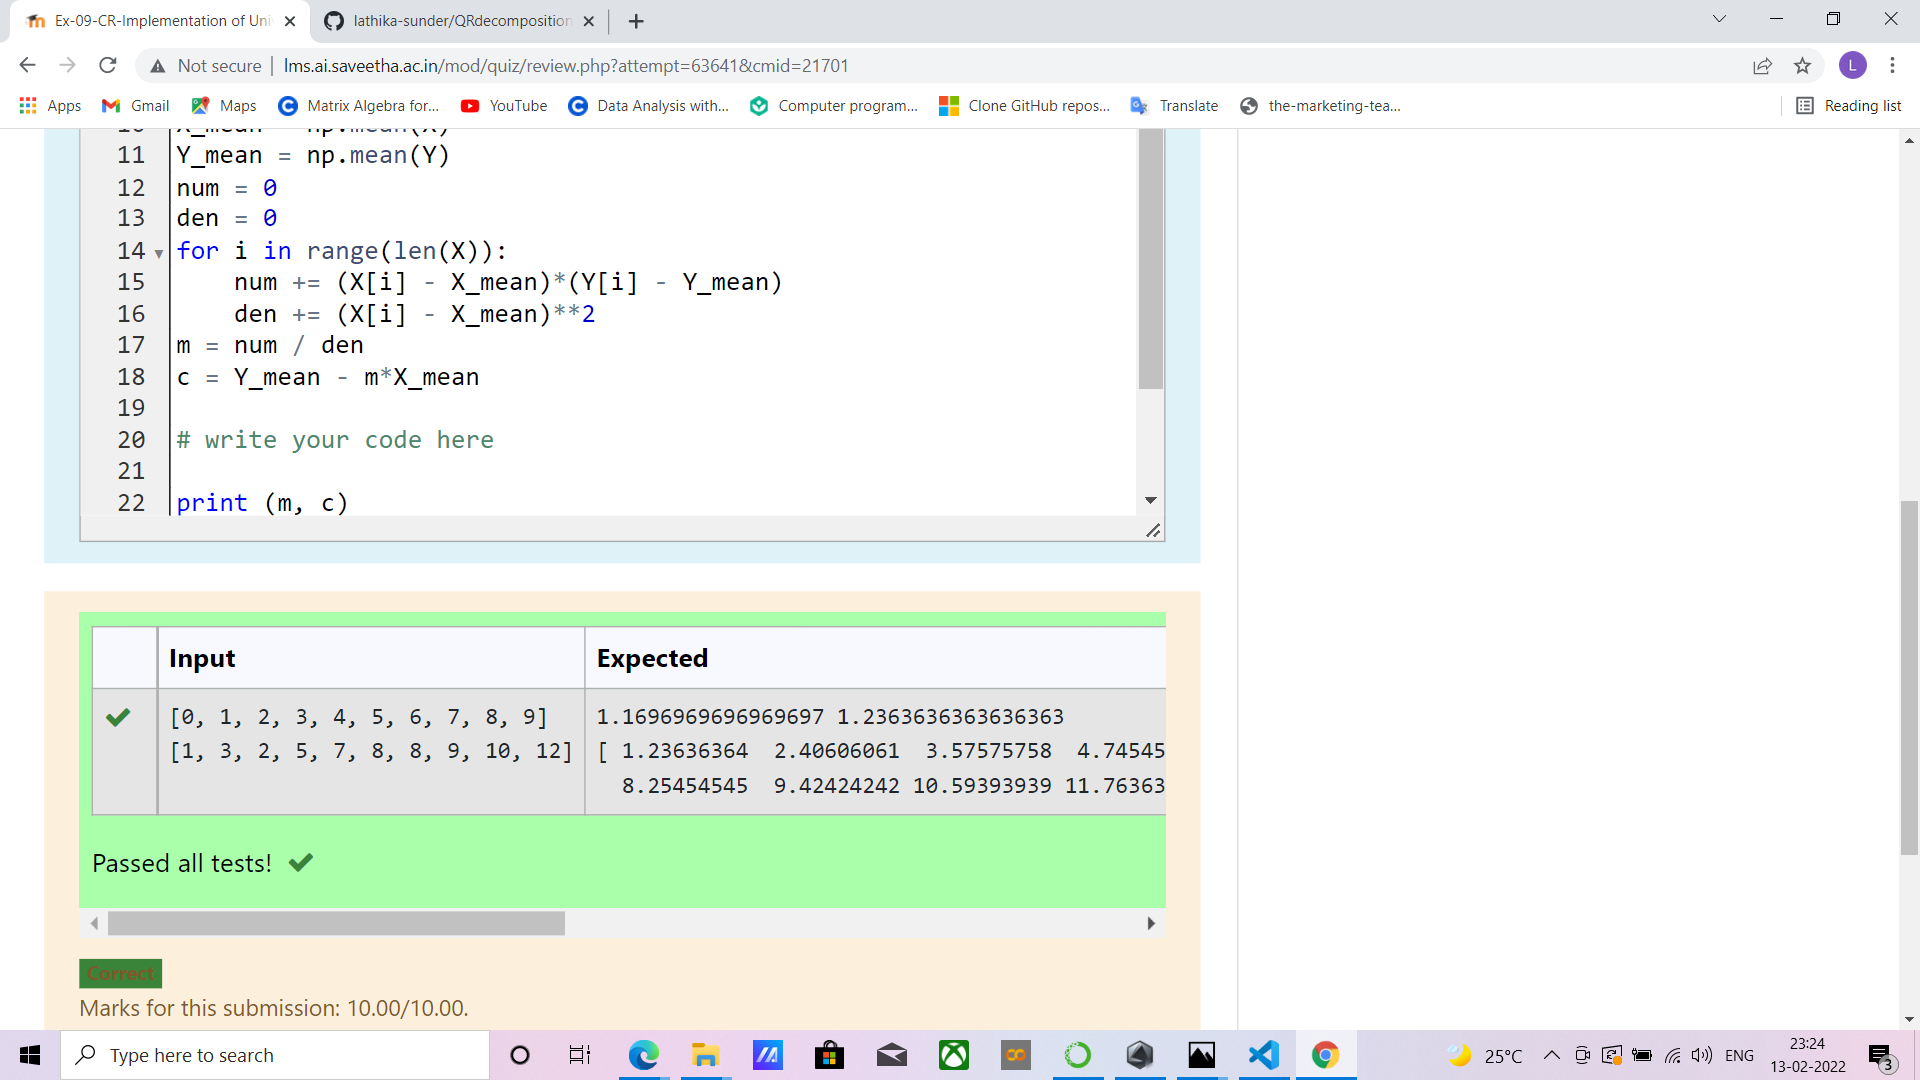 Ex-09-CR-Implementation of Uni
lathika-sunder/QRdecomposition
Not secure | lms.ai.saveetha.ac.in/mod/quiz/review.php?attempt=63641&cmid=21701
L
Apps Gmail Maps Matrix Algebra for... YouTube Data Analysis with... Computer program... Clone GitHub repos... Translate the-marketing-tea... Reading list
10 X_mean = np.mean(X)
11 Y_mean = np.mean(Y)
12 num = 0
13 den = 0
14 for i in range(len(X)):
15     num += (X[i] - X_mean)*(Y[i] - Y_mean)
16     den += (X[i] - X_mean)**2
17 m = num / den
18 c = Y_mean - m*X_mean
19
20 # write your code here
21
22 print (m, c)
Input Expected
[0, 1, 2, 3, 4, 5, 6, 7, 8, 9] 1.1696969696969697 1.2363636363636363
[1, 3, 2, 5, 7, 8, 8, 9, 10, 12] [ 1.23636364 2.40606061 3.57575758 4.74545
8.25454545 9.42424242 10.59393939 11.76363
Passed all tests!
Correct
Marks for this submission: 10.00/10.00.
Type here to search
25°C
ENG
23:24
13-02-2022
3